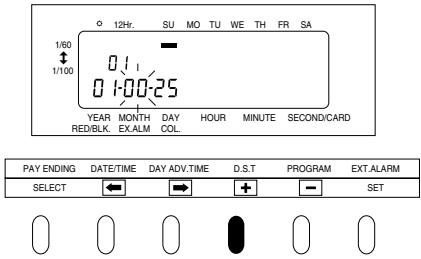 12Hr. SU MO TU WE TH FR SA
1/60
1/100
01
01-00-25
YEAR MONTH DAY HOUR MINUTE SECOND/CARD
RED/BLK. EX.ALM COL.
PAY ENDING DATE/TIME DAY ADV.TIME D.S.T PROGRAM EXT.ALARM
SELECT ← → + − SET